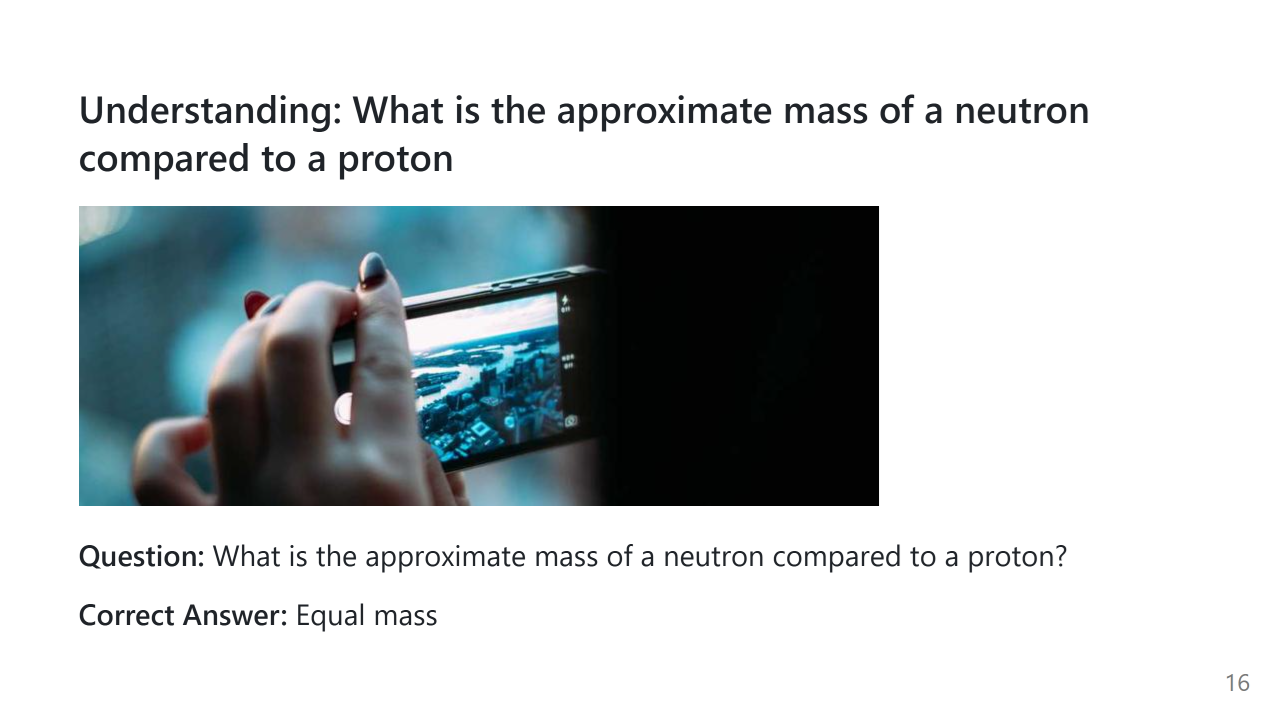 Understanding: What is the approximate mass of a neutron
compared to a proton
Question: What is the approximate mass of a neutron compared to a proton?
Correct Answer: Equal mass
16